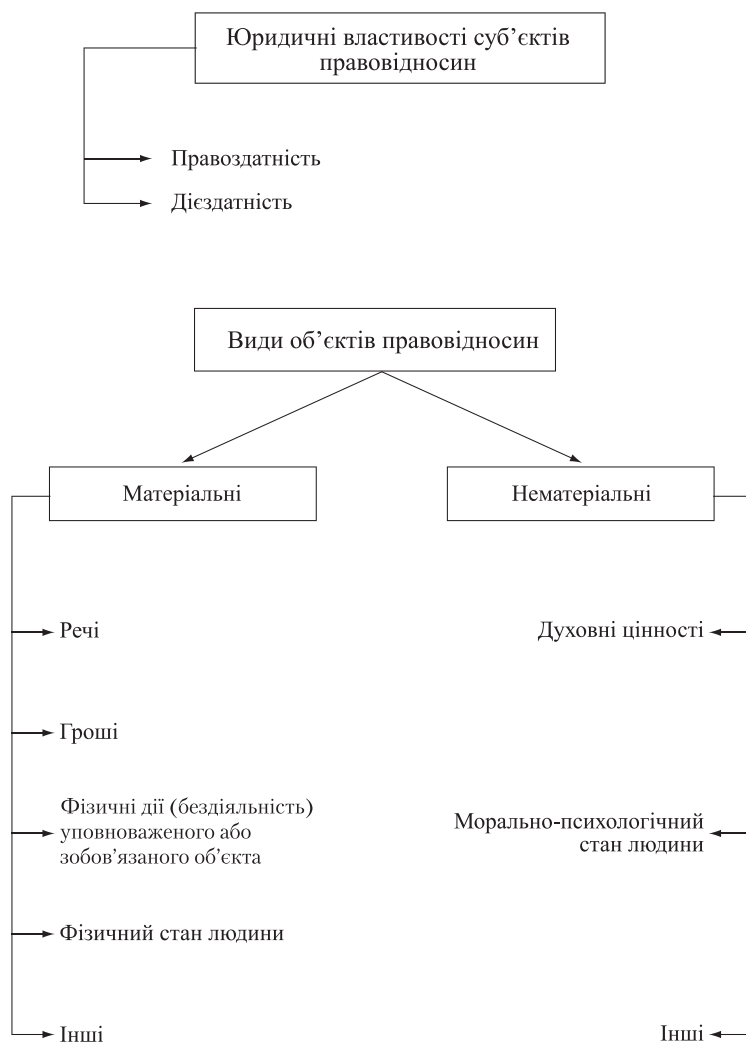 Юридичні властивості суб’єктів
правовідносин
Правоздатність
Дієздатність
Види об’єктів правовідносин
Матеріальні
Нематеріальні
Речі
Духовні цінності
Гроші
Фізичні дії (бездіяльність)
уповноваженого або
зобов’язаного об’єкта
Морально-психологічний
стан людини
Фізичний стан людини
Інші
Інші